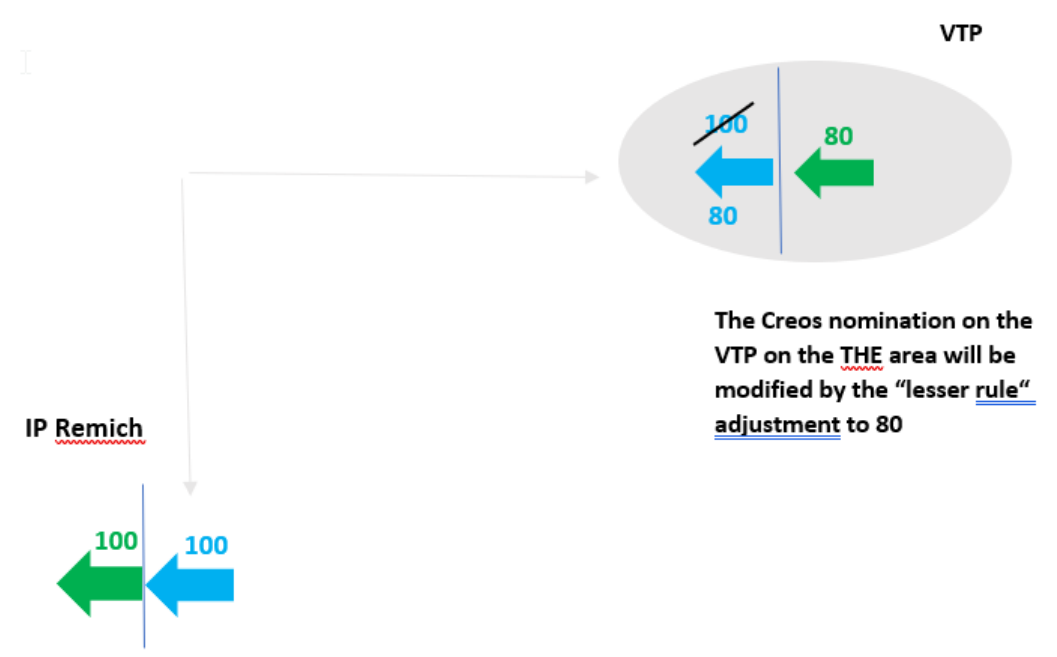 VTP
100
80
80
The Creos nomination on the
VTP on the THE area will be
modified by the “lesser rule“
adjustment to 80
IP Remich
100
100